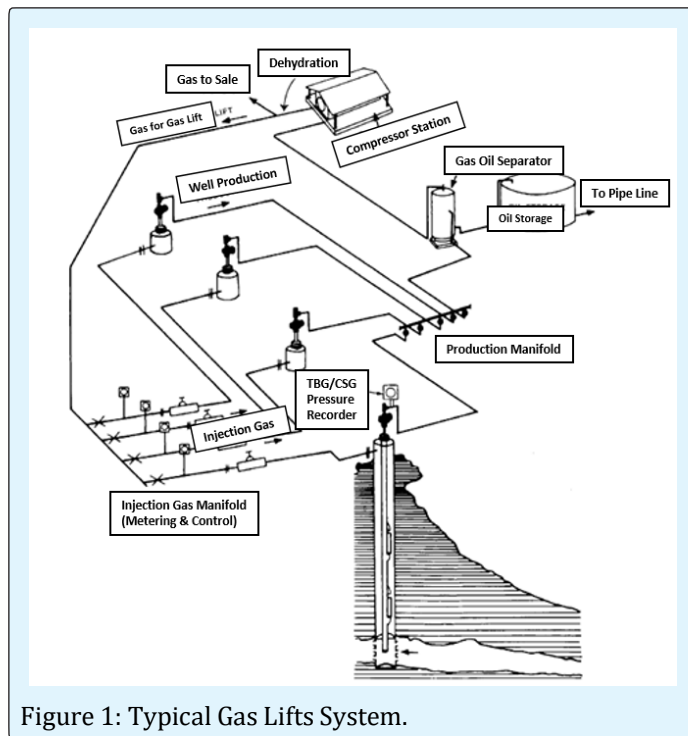 Dehydration
Gas to Sale
LIFT
Gas for Gas Lift
Compressor Station
Gas Oil Separator
Well Production
To Pipe Line
Oil Storage
Production Manifold
TBG/CSG
Pressure
Recorder
Injection Gas
Injection Gas Manifold
(Metering & Control)
Figure 1: Typical Gas Lifts System.